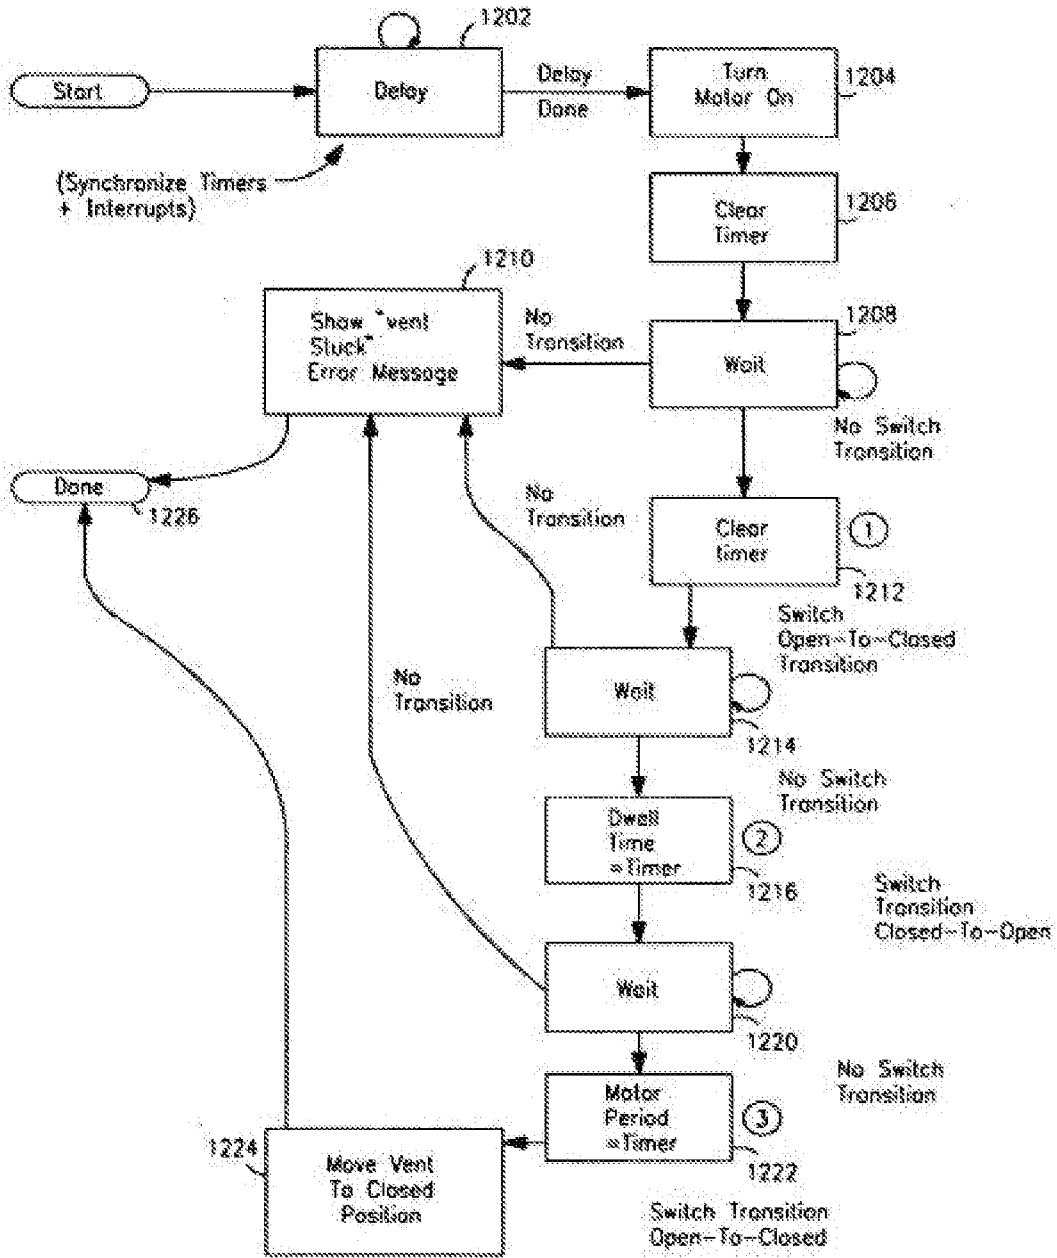 1202
Start
Delay
Delay
Done
Turn
Motor On
1204
(Synchronize Timers
+ Interrupts)
Clear
Timer
1206
1210
Show "vent
Stuck"
Error Message
No
Transition
1208
Wait
No Switch
Transition
Done
1226
No
Transition
Clear
timer
1
1212
Switch
Open-To-Closed
Transition
No
Transition
Wait
1214
No Switch
Transition
Dwell
Time
=Timer
2
1216
Switch
Transition
Closed-To-Open
Wait
1220
No Switch
Transition
Motor
Period
=Timer
3
1222
1224
Move Vent
To Closed
Position
Switch Transition
Open-To-Closed